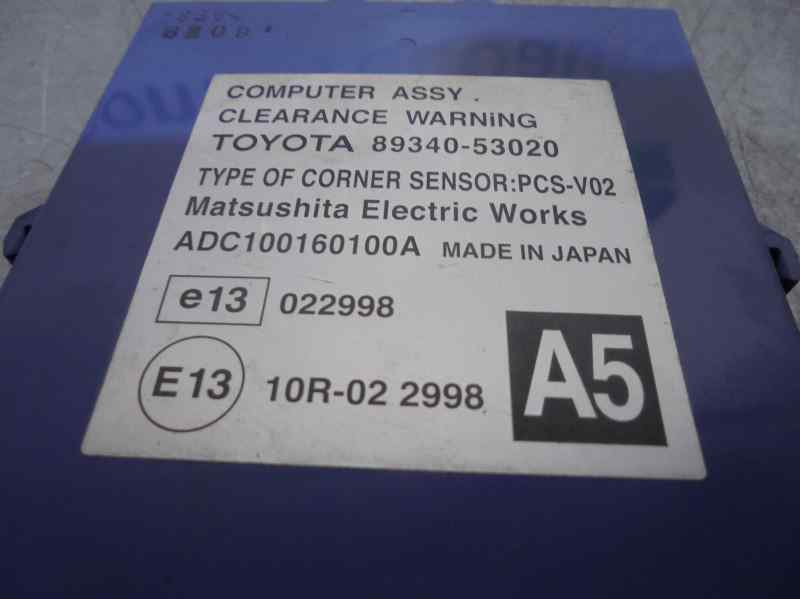 COMPUTER ASSY.
CLEARANCE WARNiNG
TOYOTA 89340-53020
TYPE OF CORNER SENSOR:PCS-V02
Matsushita Electric Works
ADC100160100A MADE IN JAPAN
e13 022998
E13 10R-02 2998
A5